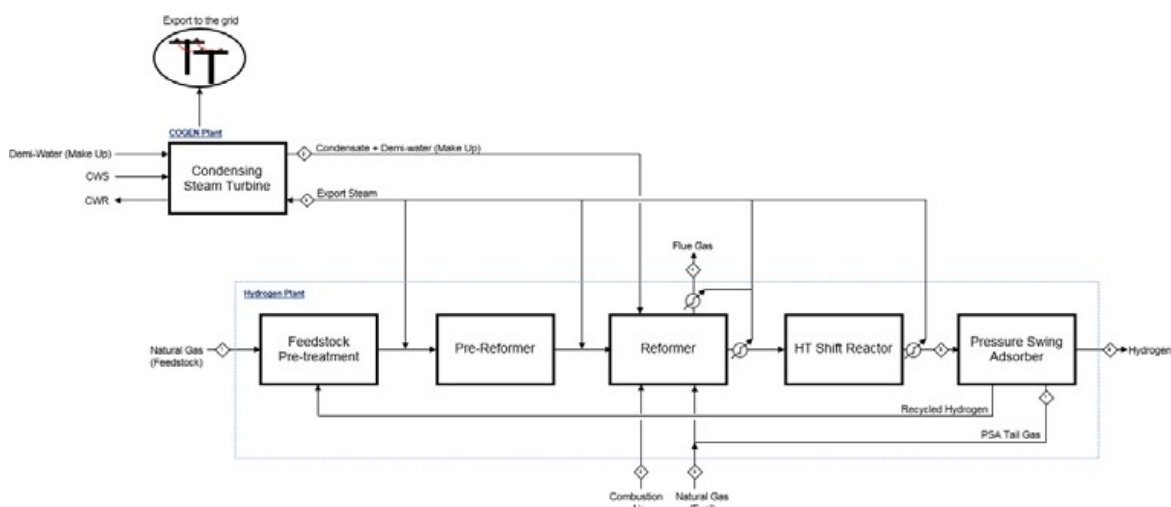 Export to the grid
COGEN Plant
Demi-Water (Make Up)
CWS
CWR
Condensing
Steam Turbine
Condensate + Demi-water (Make Up)
Export Steam
Flue Gas
Hydrogen Plant
Natural Gas
(Feedstock)
Feedstock
Pre-treatment
Pre-Reformer
Reformer
HT Shift Reactor
Pressure Swing
Adsorber
Hydrogen
Recycled Hydrogen
PSA Tail Gas
Combustion
Natural Gas